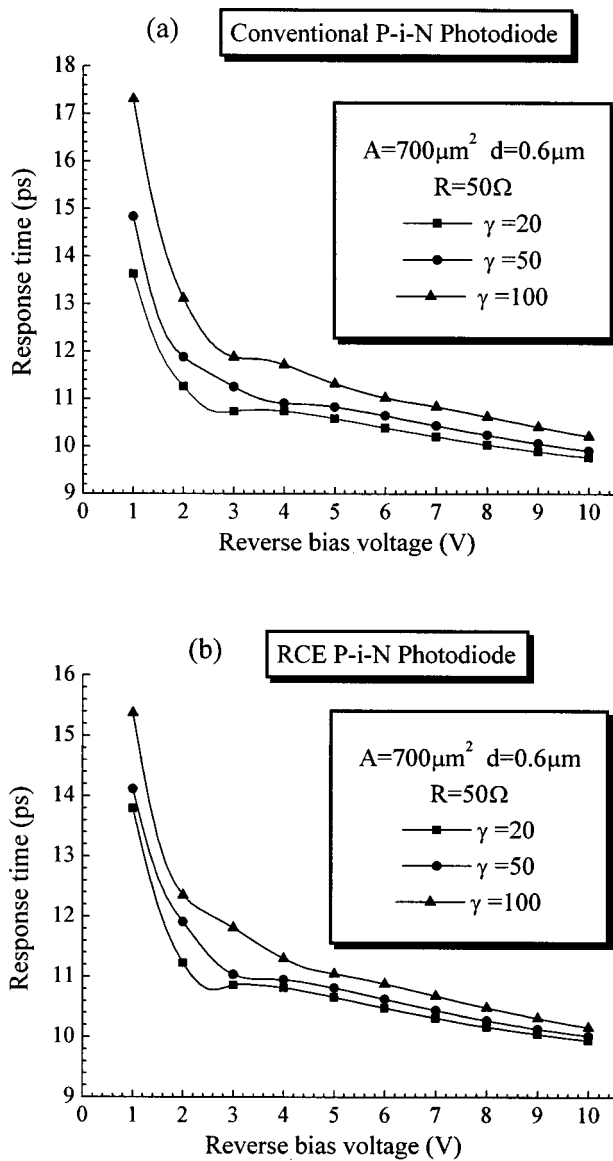 (a)
Conventional P-i-N Photodiode
18
17
16
15
14
13
12
11
10
9
Response time (ps)
A=700μm² d=0.6μm
R=50Ω
γ =20
γ =50
γ =100
0 1 2 3 4 5 6 7 8 9 10
Reverse bias voltage (V)
(b)
RCE P-i-N Photodiode
16
15
14
13
12
11
10
9
Response time (ps)
A=700μm² d=0.6μm
R=50Ω
γ =20
γ =50
γ =100
0 1 2 3 4 5 6 7 8 9 10
Reverse bias voltage (V)